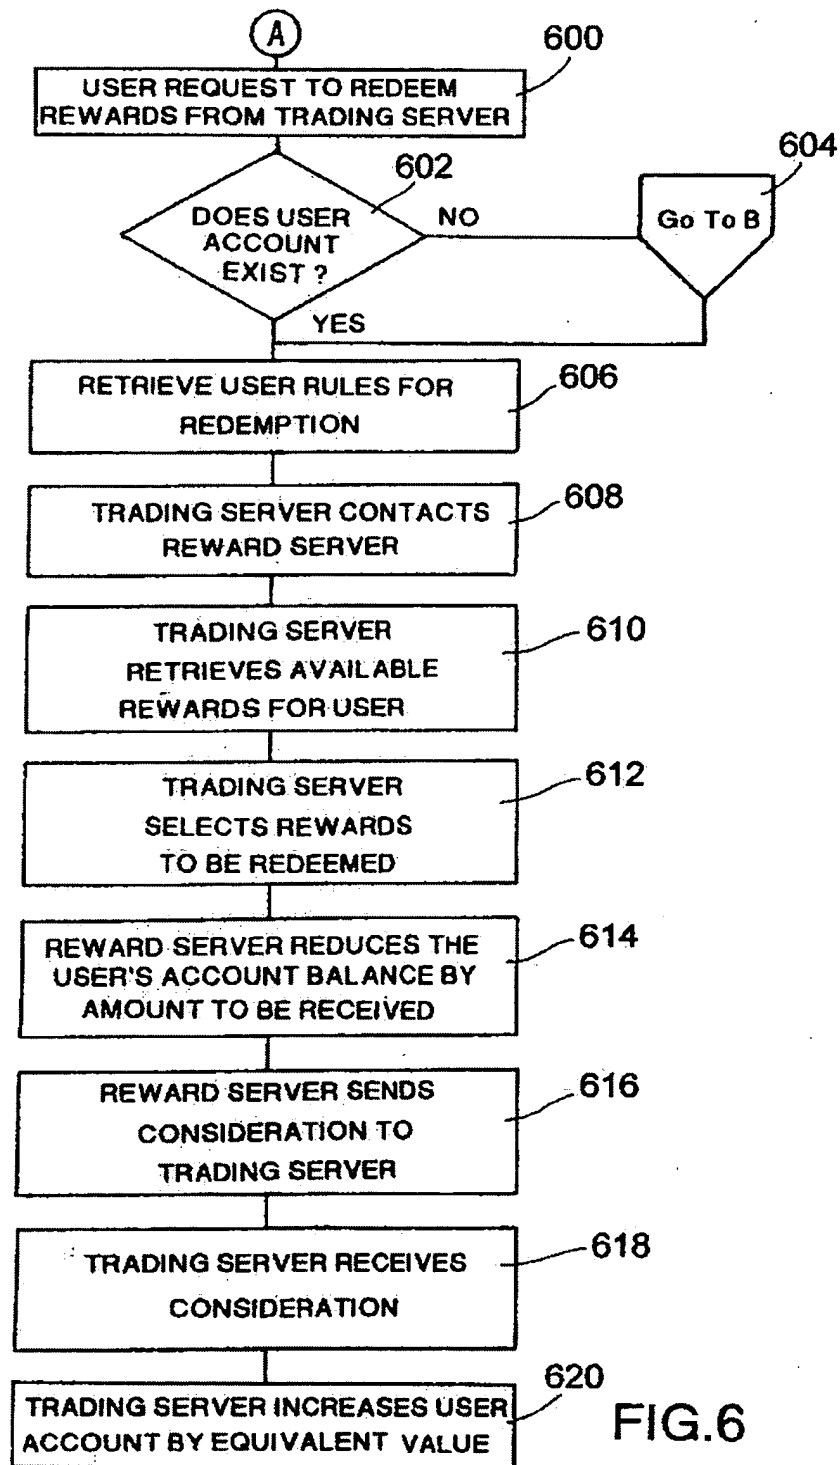 A
600
USER REQUEST TO REDEEM
REWARDS FROM TRADING SERVER
602
604
DOES USER
ACCOUNT
EXIST ?
NO
Go To B
YES
606
RETRIEVE USER RULES FOR
REDEMPTION
608
TRADING SERVER CONTACTS
REWARD SERVER
610
TRADING SERVER
RETRIEVES AVAILABLE
REWARDS FOR USER
612
TRADING SERVER
SELECTS REWARDS
TO BE REDEEMED
614
REWARD SERVER REDUCES THE
USER'S ACCOUNT BALANCE BY
AMOUNT TO BE RECEIVED
616
REWARD SERVER SENDS
CONSIDERATION TO
TRADING SERVER
618
TRADING SERVER RECEIVES
CONSIDERATION
620
TRADING SERVER INCREASES USER
ACCOUNT BY EQUIVALENT VALUE
FIG.6